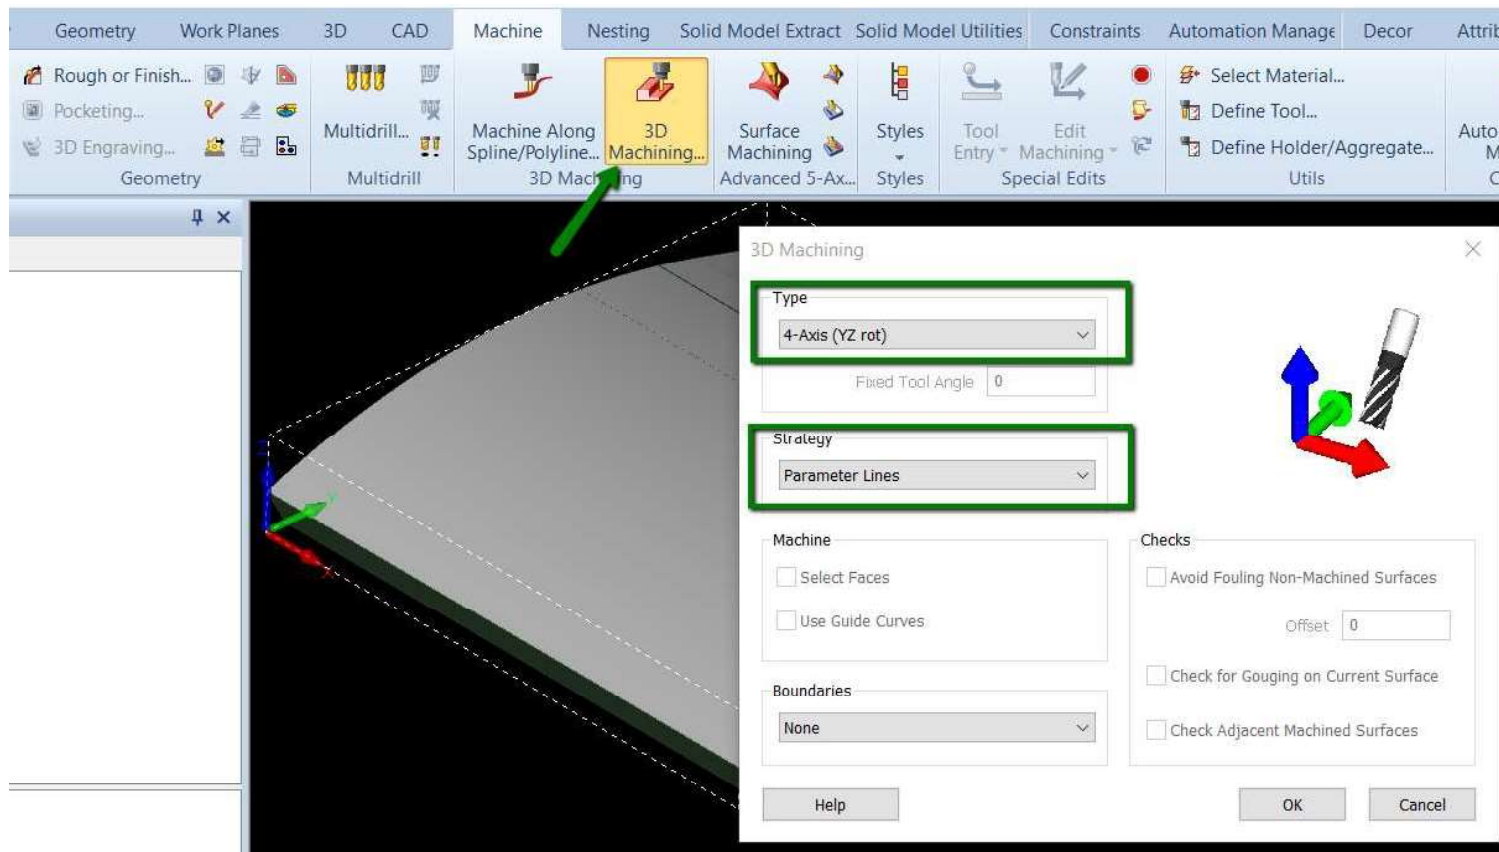 Geometry Work Planes 3D CAD Machine Nesting Solid Model Extract Solid Model Utilities Constraints Automation Manage Decor Attrib
Rough or Finish...
Pocketing...
3D Engraving...
Geometry
Multidrill...
Multidrill
Machine Along
Spline/Polyline...
3D
Machining...
3D Machining
Surface
Machining
Advanced 5-Ax...
Styles
Styles
Tool
Entry
Edit
Machining
Special Edits
Select Material...
Define Tool...
Define Holder/Aggregate...
Utils
Auto
M
C
Z
Y
X
3D Machining
Type
4-Axis (YZ rot)
Fixed Tool Angle 0
Strategy
Parameter Lines
Machine
Select Faces
Use Guide Curves
Boundaries
None
Checks
Avoid Fouling Non-Machined Surfaces
Offset 0
Check for Gouging on Current Surface
Check Adjacent Machined Surfaces
Help OK Cancel